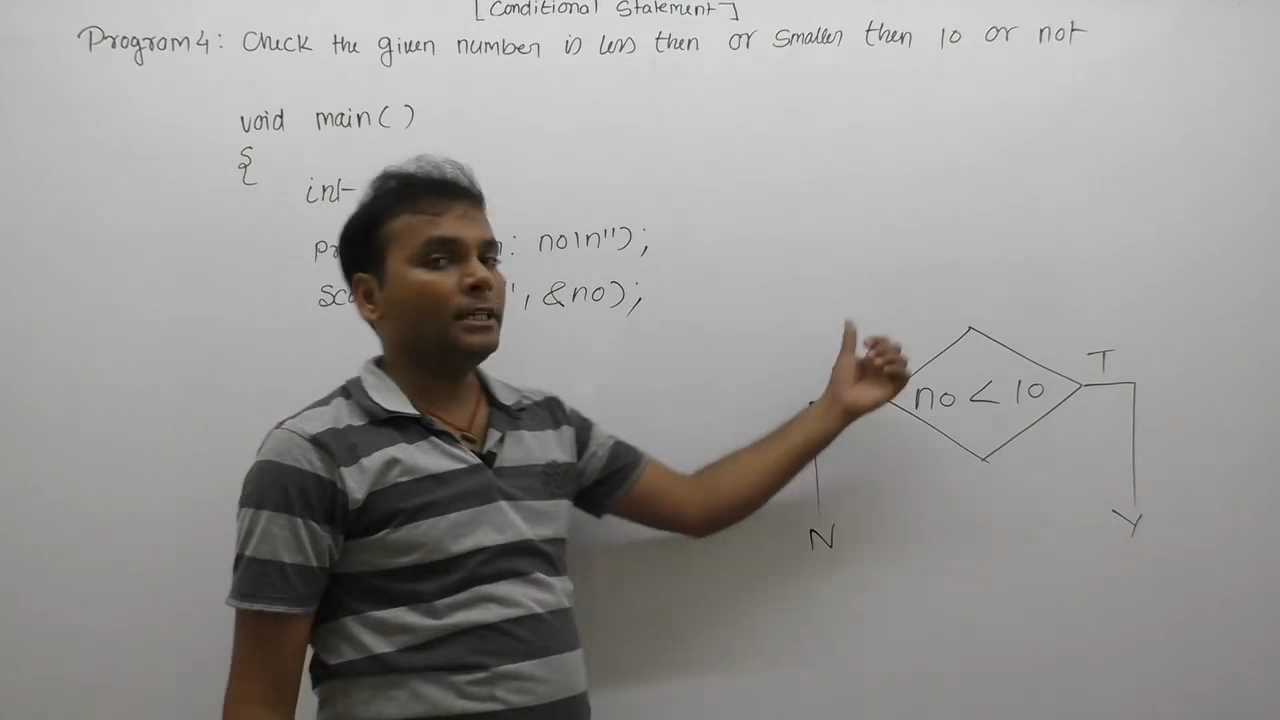 [Conditional Statement]
Program 4: Check the given number is less then or smaller then 10 or not
void main()
{
int
: no\n");
, &no);
no < 10
T
N
Y